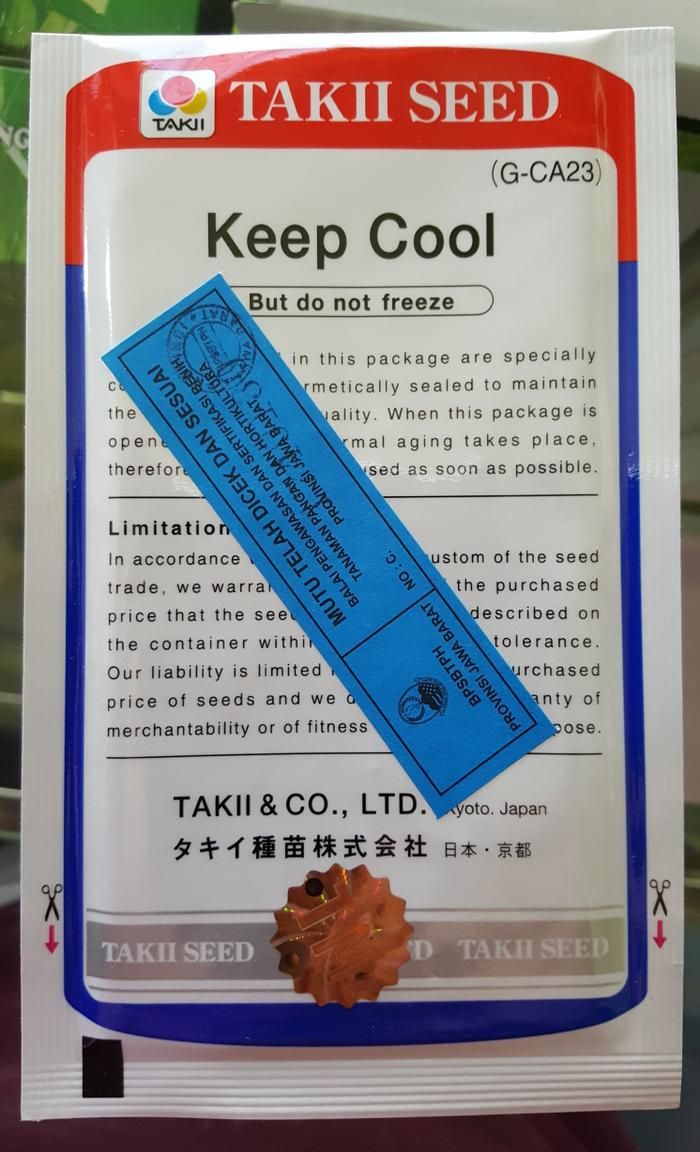 TAKII
TAKII SEED
(G-CA23)
Keep Cool
But do not freeze
in this package are specially
rmetically sealed to maintain
the uality. When this package is
opene rmal aging takes place,
therefor used as soon as possible.
Limitation
In accordance ustom of the seed
trade, we warra the purchased
price that the see described on
the container withi tolerance.
Our liability is limited urchased
price of seeds and we d anty of
merchantability or of fitness pose.
MUTU TELAH DICEK DAN SESUAI
BALAI PENGAWASAN DAN SERTIFIKASI BENIH
TANAMAN PANGAN DAN HORTIKULTURA
PROVINSI JAWA BARAT
NO : C.
BPSBTPH
PROVINSI JAWA BARAT
TAKII & CO., LTD. Kyoto. Japan
タキイ種苗株式会社 日本・京都
TAKII SEED ED TAKII SEED